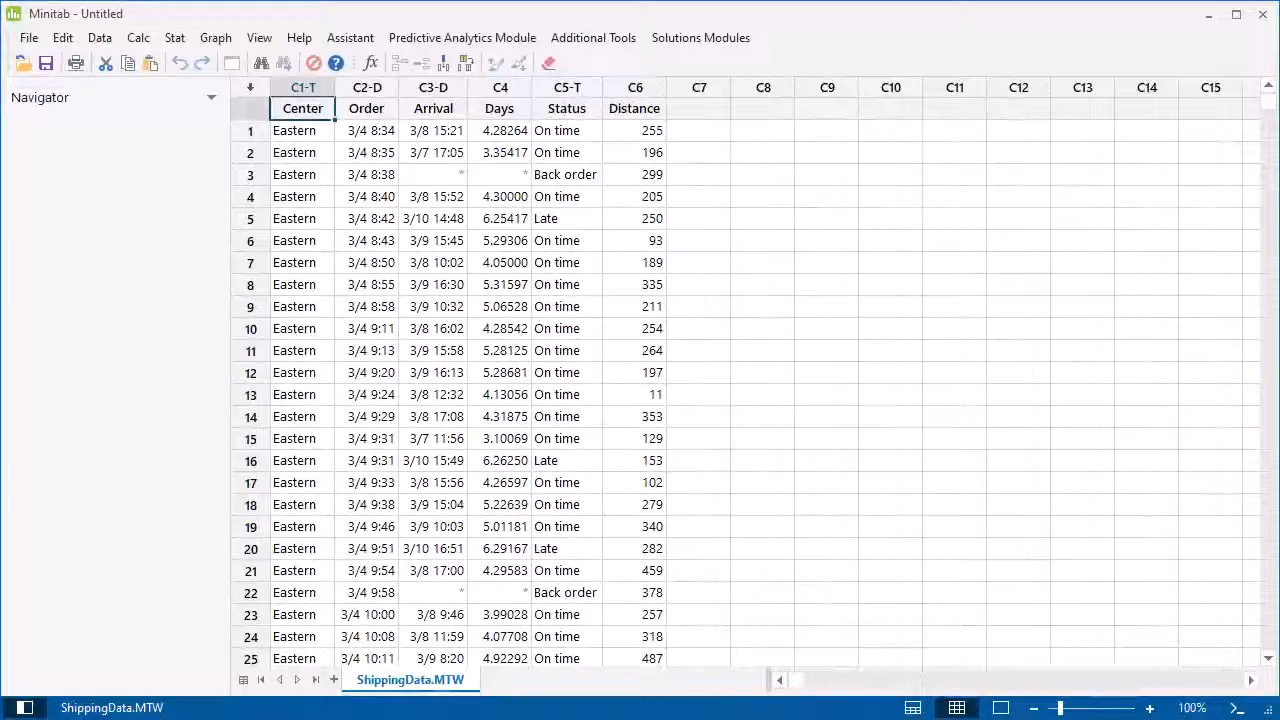 Minitab - Untitled
File Edit Data Calc Stat Graph View Help Assistant Predictive Analytics Module Additional Tools Solutions Modules
fx
Navigator
C1-T C2-D C3-D C4 C5-T C6 C7 C8 C9 C10 C11 C12 C13 C14 C15
Center Order Arrival Days Status Distance
1 Eastern 3/4 8:34 3/8 15:21 4.28264 On time 255
2 Eastern 3/4 8:35 3/7 17:05 3.35417 On time 196
3 Eastern 3/4 8:38 * * Back order 299
4 Eastern 3/4 8:40 3/8 15:52 4.30000 On time 205
5 Eastern 3/4 8:42 3/10 14:48 6.25417 Late 250
6 Eastern 3/4 8:43 3/9 15:45 5.29306 On time 93
7 Eastern 3/4 8:50 3/8 10:02 4.05000 On time 189
8 Eastern 3/4 8:55 3/9 16:30 5.31597 On time 335
9 Eastern 3/4 8:58 3/9 10:32 5.06528 On time 211
10 Eastern 3/4 9:11 3/8 16:02 4.28542 On time 254
11 Eastern 3/4 9:13 3/9 15:58 5.28125 On time 264
12 Eastern 3/4 9:20 3/9 16:13 5.28681 On time 197
13 Eastern 3/4 9:24 3/8 12:32 4.13056 On time 11
14 Eastern 3/4 9:29 3/8 17:08 4.31875 On time 353
15 Eastern 3/4 9:31 3/7 11:56 3.10069 On time 129
16 Eastern 3/4 9:31 3/10 15:49 6.26250 Late 153
17 Eastern 3/4 9:33 3/8 15:56 4.26597 On time 102
18 Eastern 3/4 9:38 3/9 15:04 5.22639 On time 279
19 Eastern 3/4 9:46 3/9 10:03 5.01181 On time 340
20 Eastern 3/4 9:51 3/10 16:51 6.29167 Late 282
21 Eastern 3/4 9:54 3/8 17:00 4.29583 On time 459
22 Eastern 3/4 9:58 * * Back order 378
23 Eastern 3/4 10:00 3/8 9:46 3.99028 On time 257
24 Eastern 3/4 10:08 3/8 11:59 4.07708 On time 318
25 Eastern 3/4 10:11 3/9 8:20 4.92292 On time 487
ShippingData.MTW
ShippingData.MTW 100%